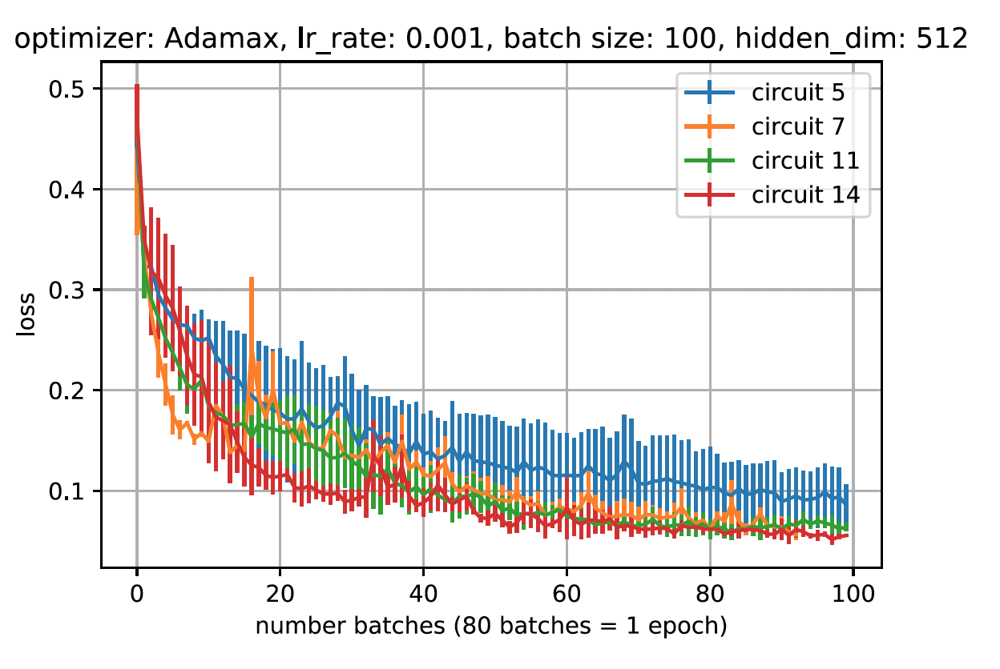 optimizer: Adamax, lr_rate: 0.001, batch size: 100, hidden_dim: 512
0.5
0.4
0.3
0.2
0.1
loss
circuit 5
circuit 7
circuit 11
circuit 14
0 20 40 60 80 100
number batches (80 batches = 1 epoch)